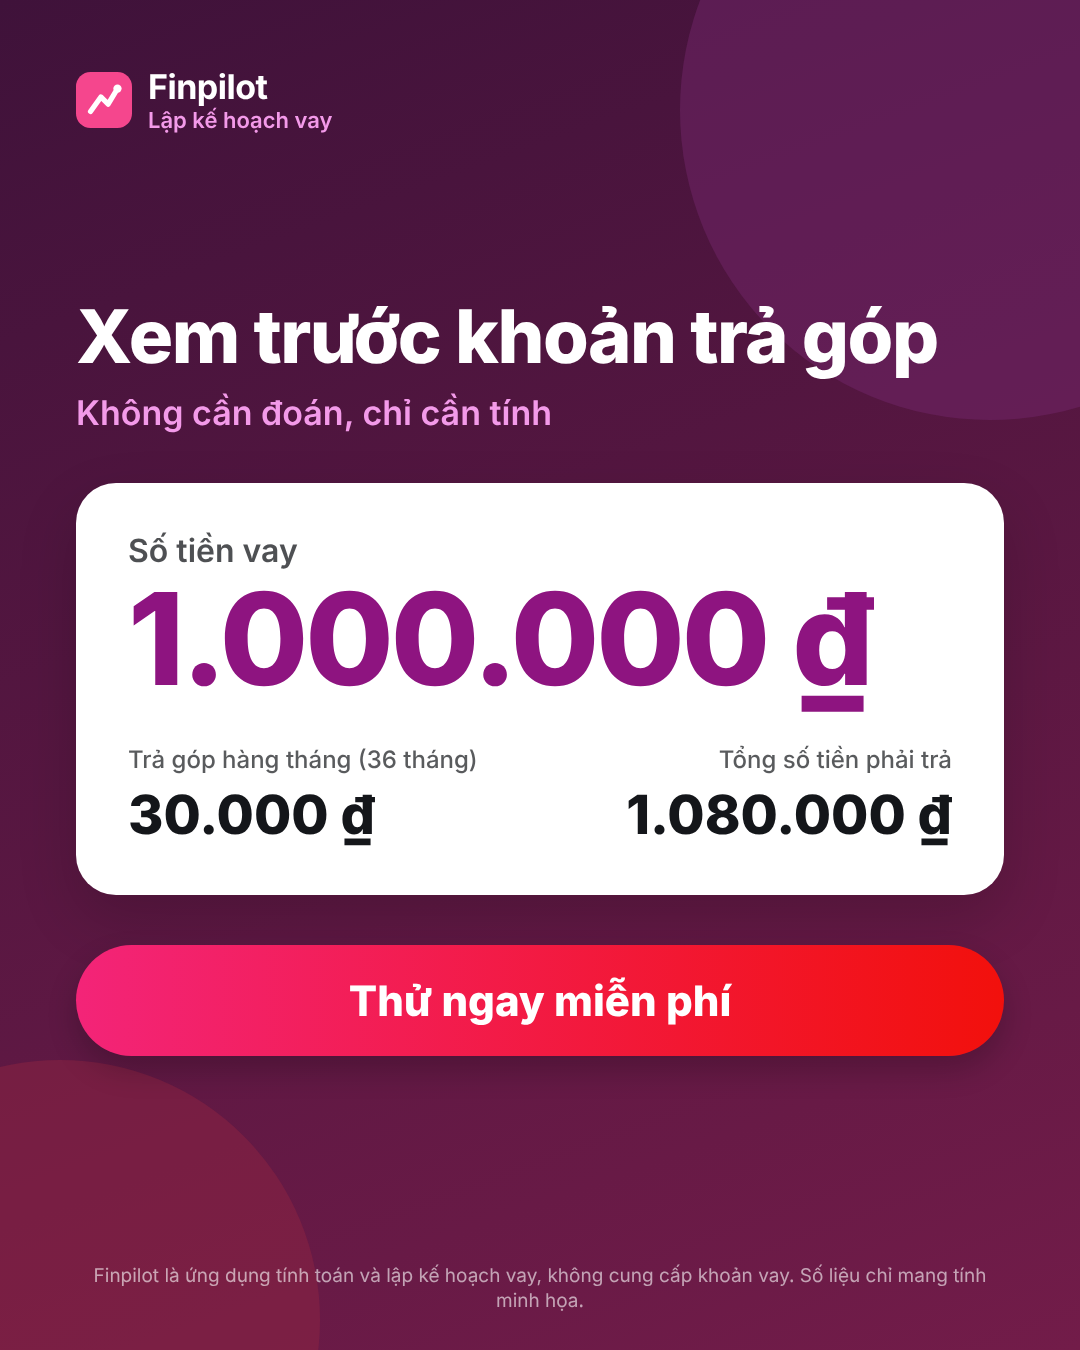 Finpilot
Lập kế hoạch vay
Xem trước khoản trả góp
Không cần đoán, chỉ cần tính
Số tiền vay
1.000.000 ₫
Trả góp hàng tháng (36 tháng)
Tổng số tiền phải trả
30.000 ₫
1.080.000 ₫
Thử ngay miễn phí
Finpilot là ứng dụng tính toán và lập kế hoạch vay, không cung cấp khoản vay. Số liệu chỉ mang tính
minh họa.